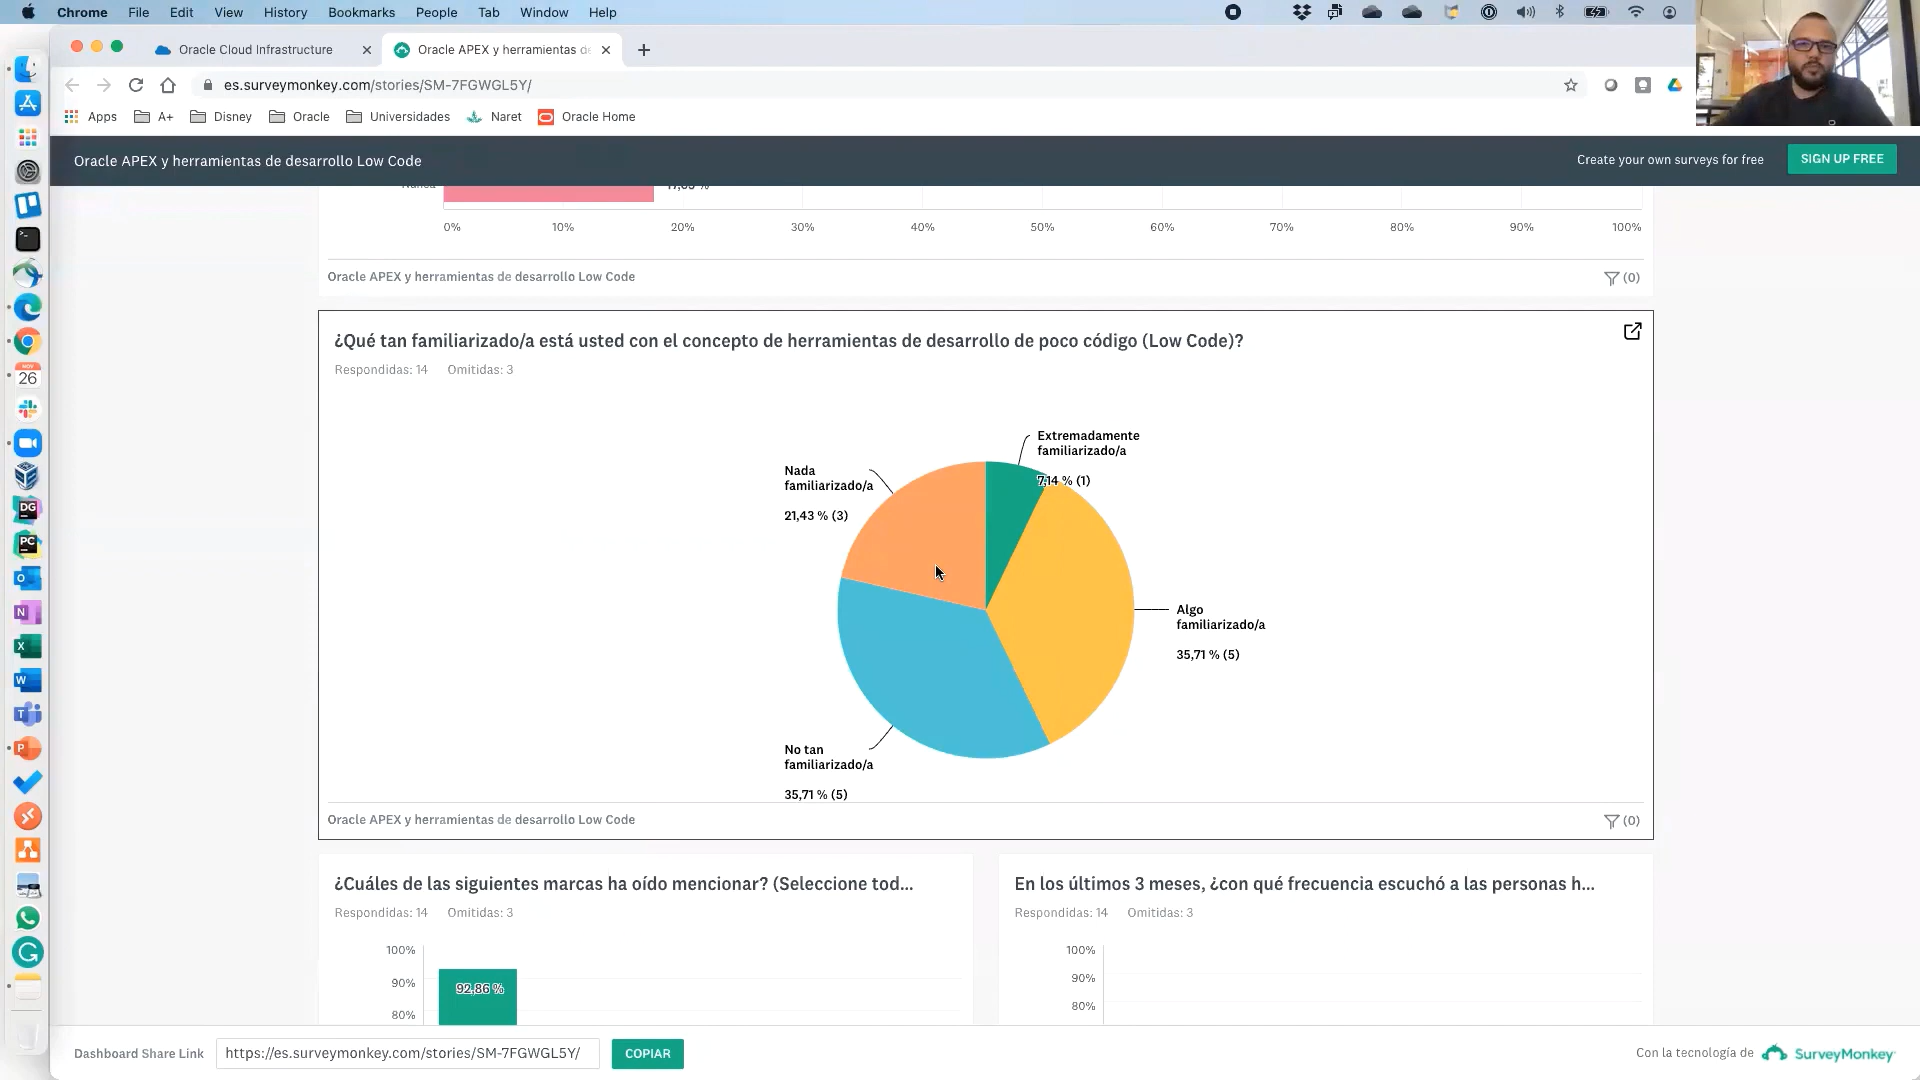 Chrome File Edit View History Bookmarks People Tab Window Help
Oracle Cloud Infrastructure
Oracle APEX y herramientas de
es.surveymonkey.com/stories/SM-7FGWGL5Y/
Apps A+ Disney Oracle Universidades Naret Oracle Home
Oracle APEX y herramientas de desarrollo Low Code
Create your own surveys for free
SIGN UP FREE
0% 10% 20% 30% 40% 50% 60% 70% 80% 90% 100%
Oracle APEX y herramientas de desarrollo Low Code
(0)
¿Qué tan familiarizado/a está usted con el concepto de herramientas de desarrollo de poco código (Low Code)?
Respondidas: 14 Omitidas: 3
Extremadamente
familiarizado/a
7,14 % (1)
Nada
familiarizado/a
21,43 % (3)
Algo
familiarizado/a
35,71 % (5)
No tan
familiarizado/a
35,71 % (5)
Oracle APEX y herramientas de desarrollo Low Code
(0)
¿Cuáles de las siguientes marcas ha oído mencionar? (Seleccione tod...
Respondidas: 14 Omitidas: 3
100%
90%
80%
92,86 %
En los últimos 3 meses, ¿con qué frecuencia escuchó a las personas h...
Respondidas: 14 Omitidas: 3
100%
90%
80%
Dashboard Share Link
https://es.surveymonkey.com/stories/SM-7FGWGL5Y/
COPIAR
Con la tecnología de
SurveyMonkey
NOV
26
DG
PC